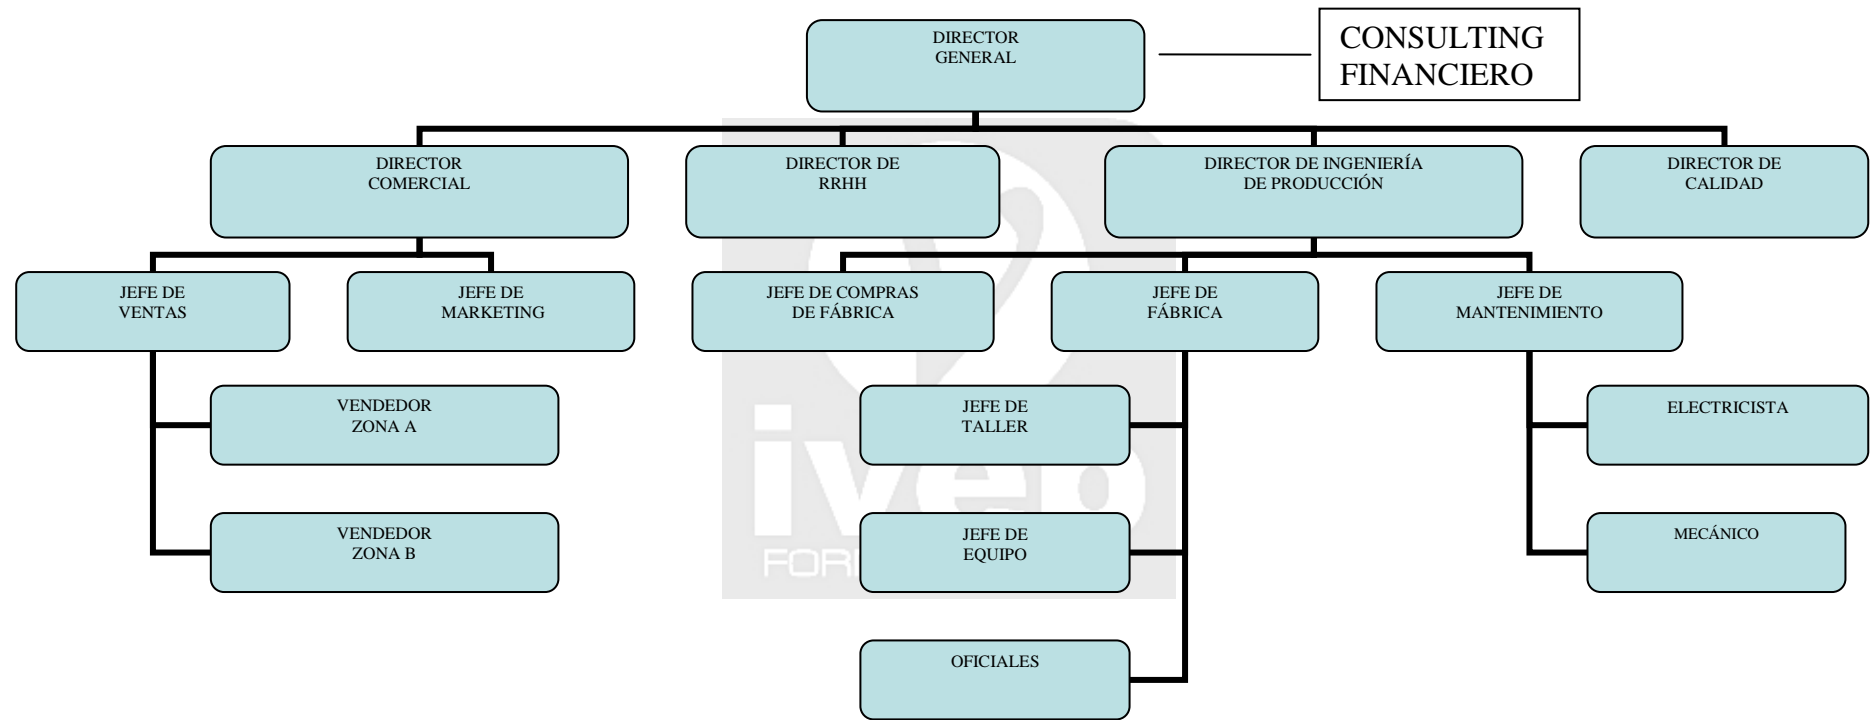 DIRECTOR
GENERAL
CONSULTING
FINANCIERO
DIRECTOR
COMERCIAL
DIRECTOR DE
RRHH
DIRECTOR DE INGENIERÍA
DE PRODUCCIÓN
DIRECTOR DE
CALIDAD
JEFE DE
VENTAS
JEFE DE
MARKETING
JEFE DE COMPRAS
DE FÁBRICA
JEFE DE
FÁBRICA
JEFE DE
MANTENIMIENTO
VENDEDOR
ZONA A
JEFE DE
TALLER
ELECTRICISTA
VENDEDOR
ZONA B
JEFE DE
EQUIPO
MECÁNICO
OFICIALES